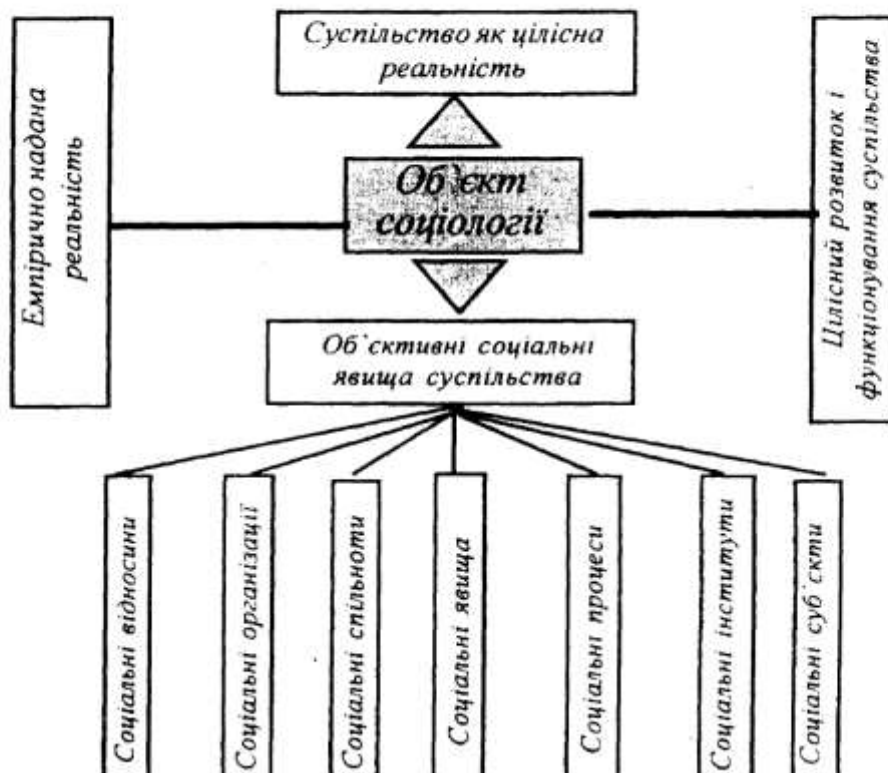 Суспільство як цілісна
реальність
Емпірично надана
реальність
Об`єкт
соціології
Цілісний розвиток і
функціонування суспільства
Об`єктивні соціальні
явища суспільства
Соціальні відносини
Соціальні організації
Соціальні спільноти
Соціальні явища
Соціальні процеси
Соціальні інститути
Соціальні суб`єкти